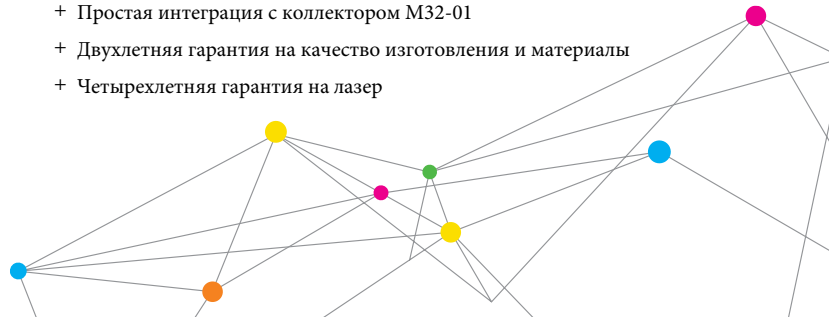 + Простая интеграция с коллектором М32-01
+ Двухлетняя гарантия на качество изготовления и материалы
+ Четырехлетняя гарантия на лазер